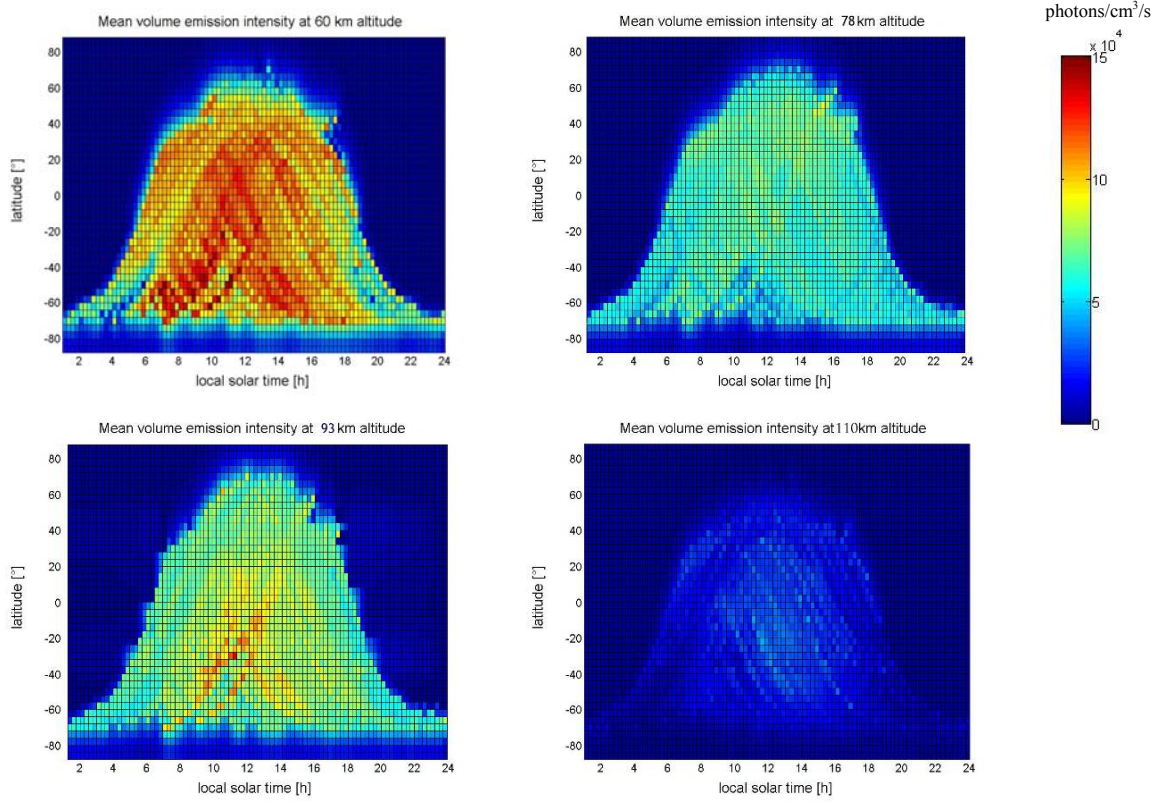 photons/cm³/s
Mean volume emission intensity at 60 km altitude
Mean volume emission intensity at 78 km altitude
x 10⁴
15
10
5
0
80
60
40
20
0
-20
-40
-60
-80
latitude [°]
2 4 6 8 10 12 14 16 18 20 22 24
local solar time [h]
80
60
40
20
0
-20
-40
-60
-80
latitude [°]
2 4 6 8 10 12 14 16 18 20 22 24
local solar time [h]
Mean volume emission intensity at 93 km altitude
Mean volume emission intensity at110km altitude
80
60
40
20
0
-20
-40
-60
-80
latitude [°]
2 4 6 8 10 12 14 16 18 20 22 24
local solar time [h]
80
60
40
20
0
-20
-40
-60
-80
latitude [°]
2 4 6 8 10 12 14 16 18 20 22 24
local solar time [h]